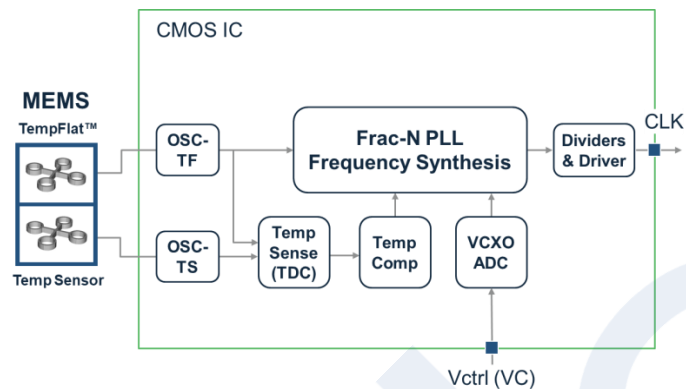 CMOS IC
MEMS
TempFlat™
Temp Sensor
OSC-
TF
OSC-
TS
Temp
Sense
(TDC)
Temp
Comp
Frac-N PLL
Frequency Synthesis
VCXO
ADC
Dividers
& Driver
CLK
Vctrl (VC)